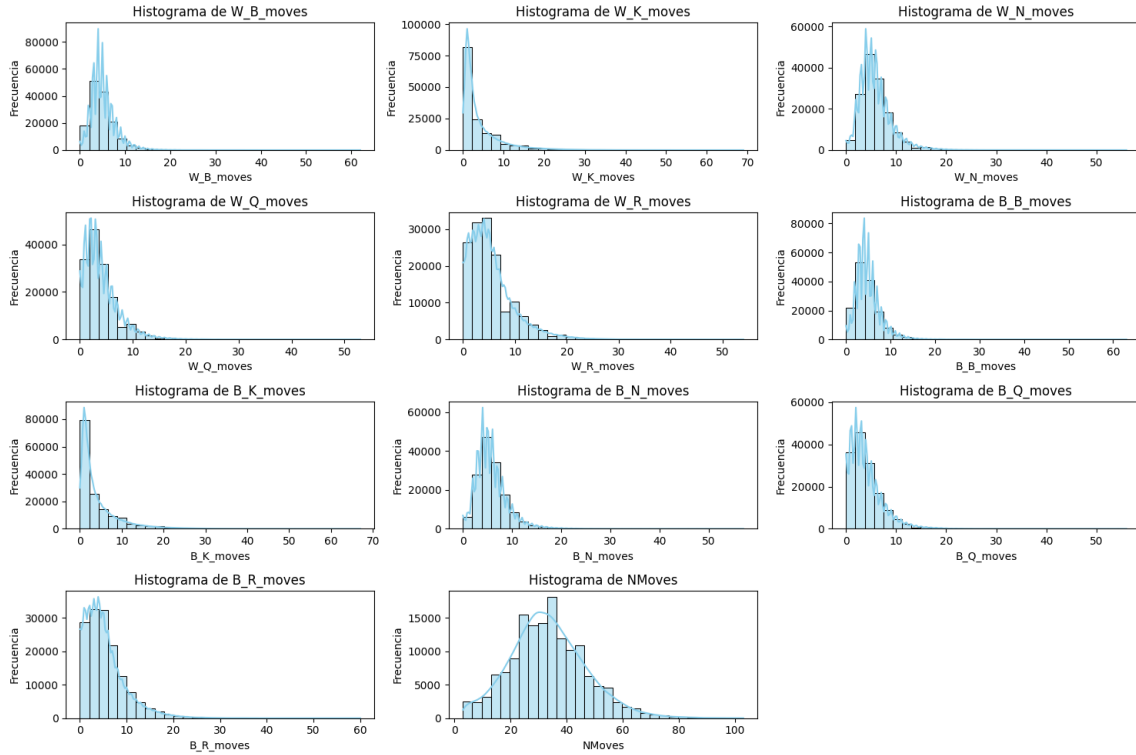 Histograma de W_B_moves
Frecuencia
80000
60000
40000
20000
0
0 10 20 30 40 50 60
W_B_moves
Histograma de W_K_moves
Frecuencia
100000
75000
50000
25000
0
0 10 20 30 40 50 60 70
W_K_moves
Histograma de W_N_moves
Frecuencia
60000
40000
20000
0
0 10 20 30 40 50
W_N_moves
Histograma de W_Q_moves
Frecuencia
40000
20000
0
0 10 20 30 40 50
W_Q_moves
Histograma de W_R_moves
Frecuencia
30000
20000
10000
0
0 10 20 30 40 50
W_R_moves
Histograma de B_B_moves
Frecuencia
80000
60000
40000
20000
0
0 10 20 30 40 50 60
B_B_moves
Histograma de B_K_moves
Frecuencia
80000
60000
40000
20000
0
0 10 20 30 40 50 60 70
B_K_moves
Histograma de B_N_moves
Frecuencia
60000
40000
20000
0
0 10 20 30 40 50
B_N_moves
Histograma de B_Q_moves
Frecuencia
60000
40000
20000
0
0 10 20 30 40 50
B_Q_moves
Histograma de B_R_moves
Frecuencia
30000
20000
10000
0
0 10 20 30 40 50 60
B_R_moves
Histograma de NMoves
Frecuencia
15000
10000
5000
0
0 20 40 60 80 100
NMoves